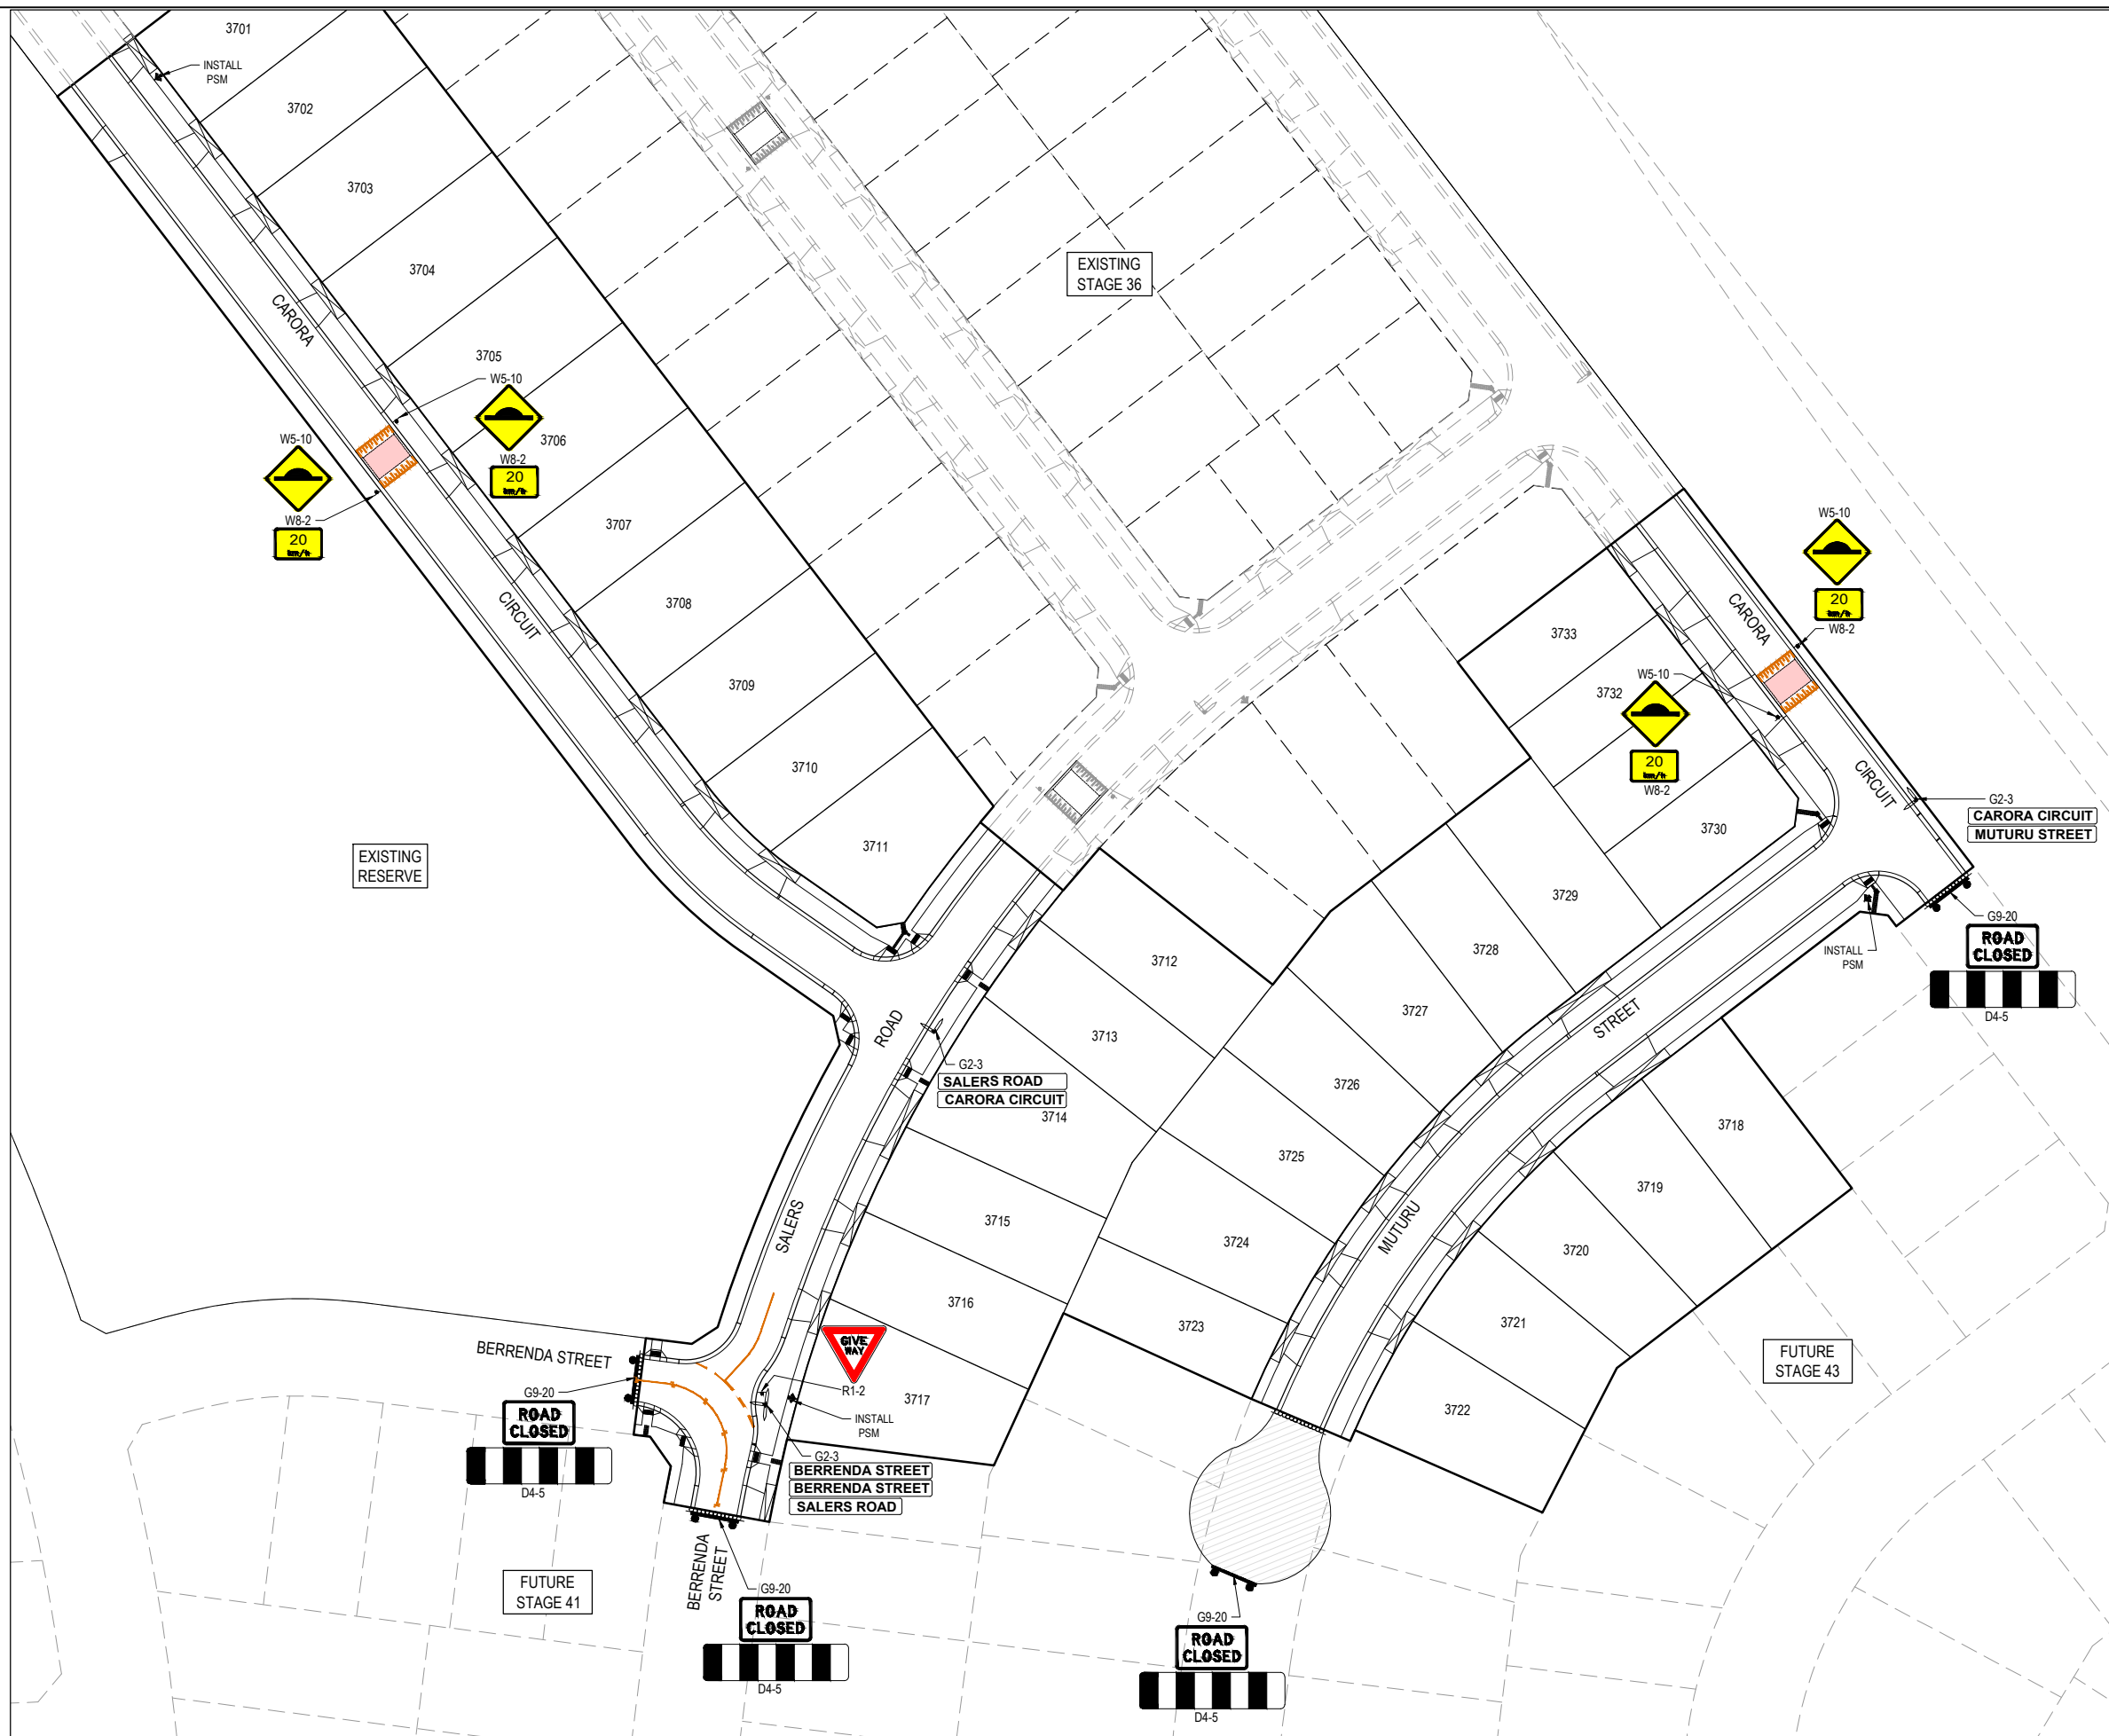 3701
INSTALL
PSM
3702
3703
3704
3705
3706
3707
3708
3709
3710
3711
CARORA
CIRCUIT
W5-10
W8-2
20
km/h
W5-10
W8-2
20
km/h
EXISTING
STAGE 36
EXISTING
RESERVE
W5-10
20
km/h
W8-2
W5-10
20
km/h
W8-2
CARORA
CIRCUIT
3733
3732
3730
3729
3728
3727
3726
3725
3724
3723
G2-3
CARORA CIRCUIT
MUTURU STREET
G9-20
ROAD
CLOSED
D4-5
INSTALL
PSM
3712
3713
3714
3715
3716
3717
ROAD
SALERS
G2-3
SALERS ROAD
CARORA CIRCUIT
STREET
MUTURU
3718
3719
3720
3721
3722
FUTURE
STAGE 43
BERRENDA STREET
G9-20
ROAD
CLOSED
D4-5
GIVE
WAY
R1-2
INSTALL
PSM
G2-3
BERRENDA STREET
BERRENDA STREET
SALERS ROAD
FUTURE
STAGE 41
BERRENDA
STREET
G9-20
ROAD
CLOSED
D4-5
G9-20
ROAD
CLOSED
D4-5